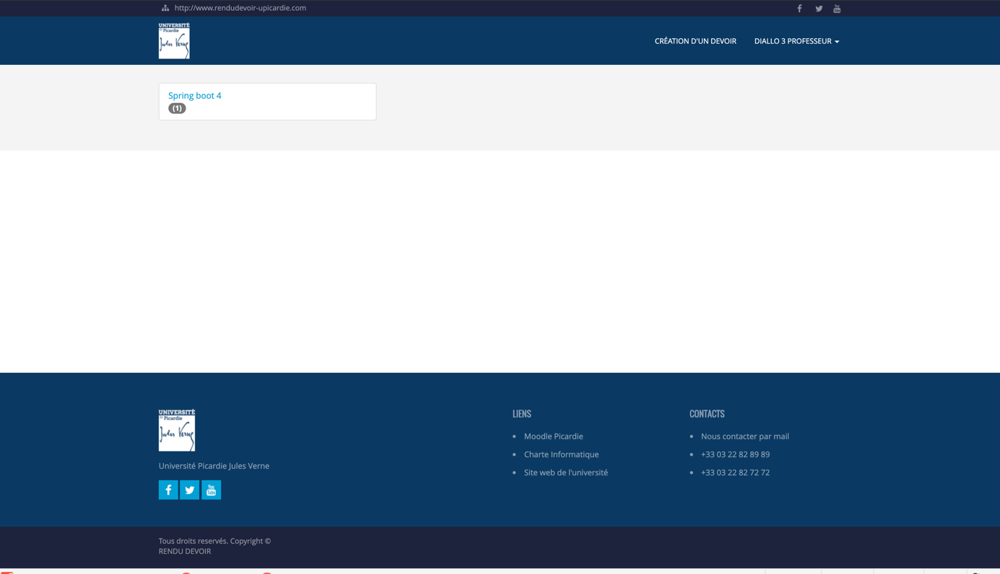 http://www.rendudevoir-upicardie.com
UNIVERSITÉ
de Picardie
Jules Verne
CRÉATION D'UN DEVOIR
DIALLO 3 PROFESSEUR
Spring boot 4
(1)
UNIVERSITÉ
de Picardie
Jules Verne
Université Picardie Jules Verne
You
Tube
LIENS
Moodle Picardie
Charte Informatique
Site web de l'université
CONTACTS
Nous contacter par mail
+33 03 22 82 89 89
+33 03 22 82 72 72
Tous droits reservés. Copyright ©
RENDU DEVOIR